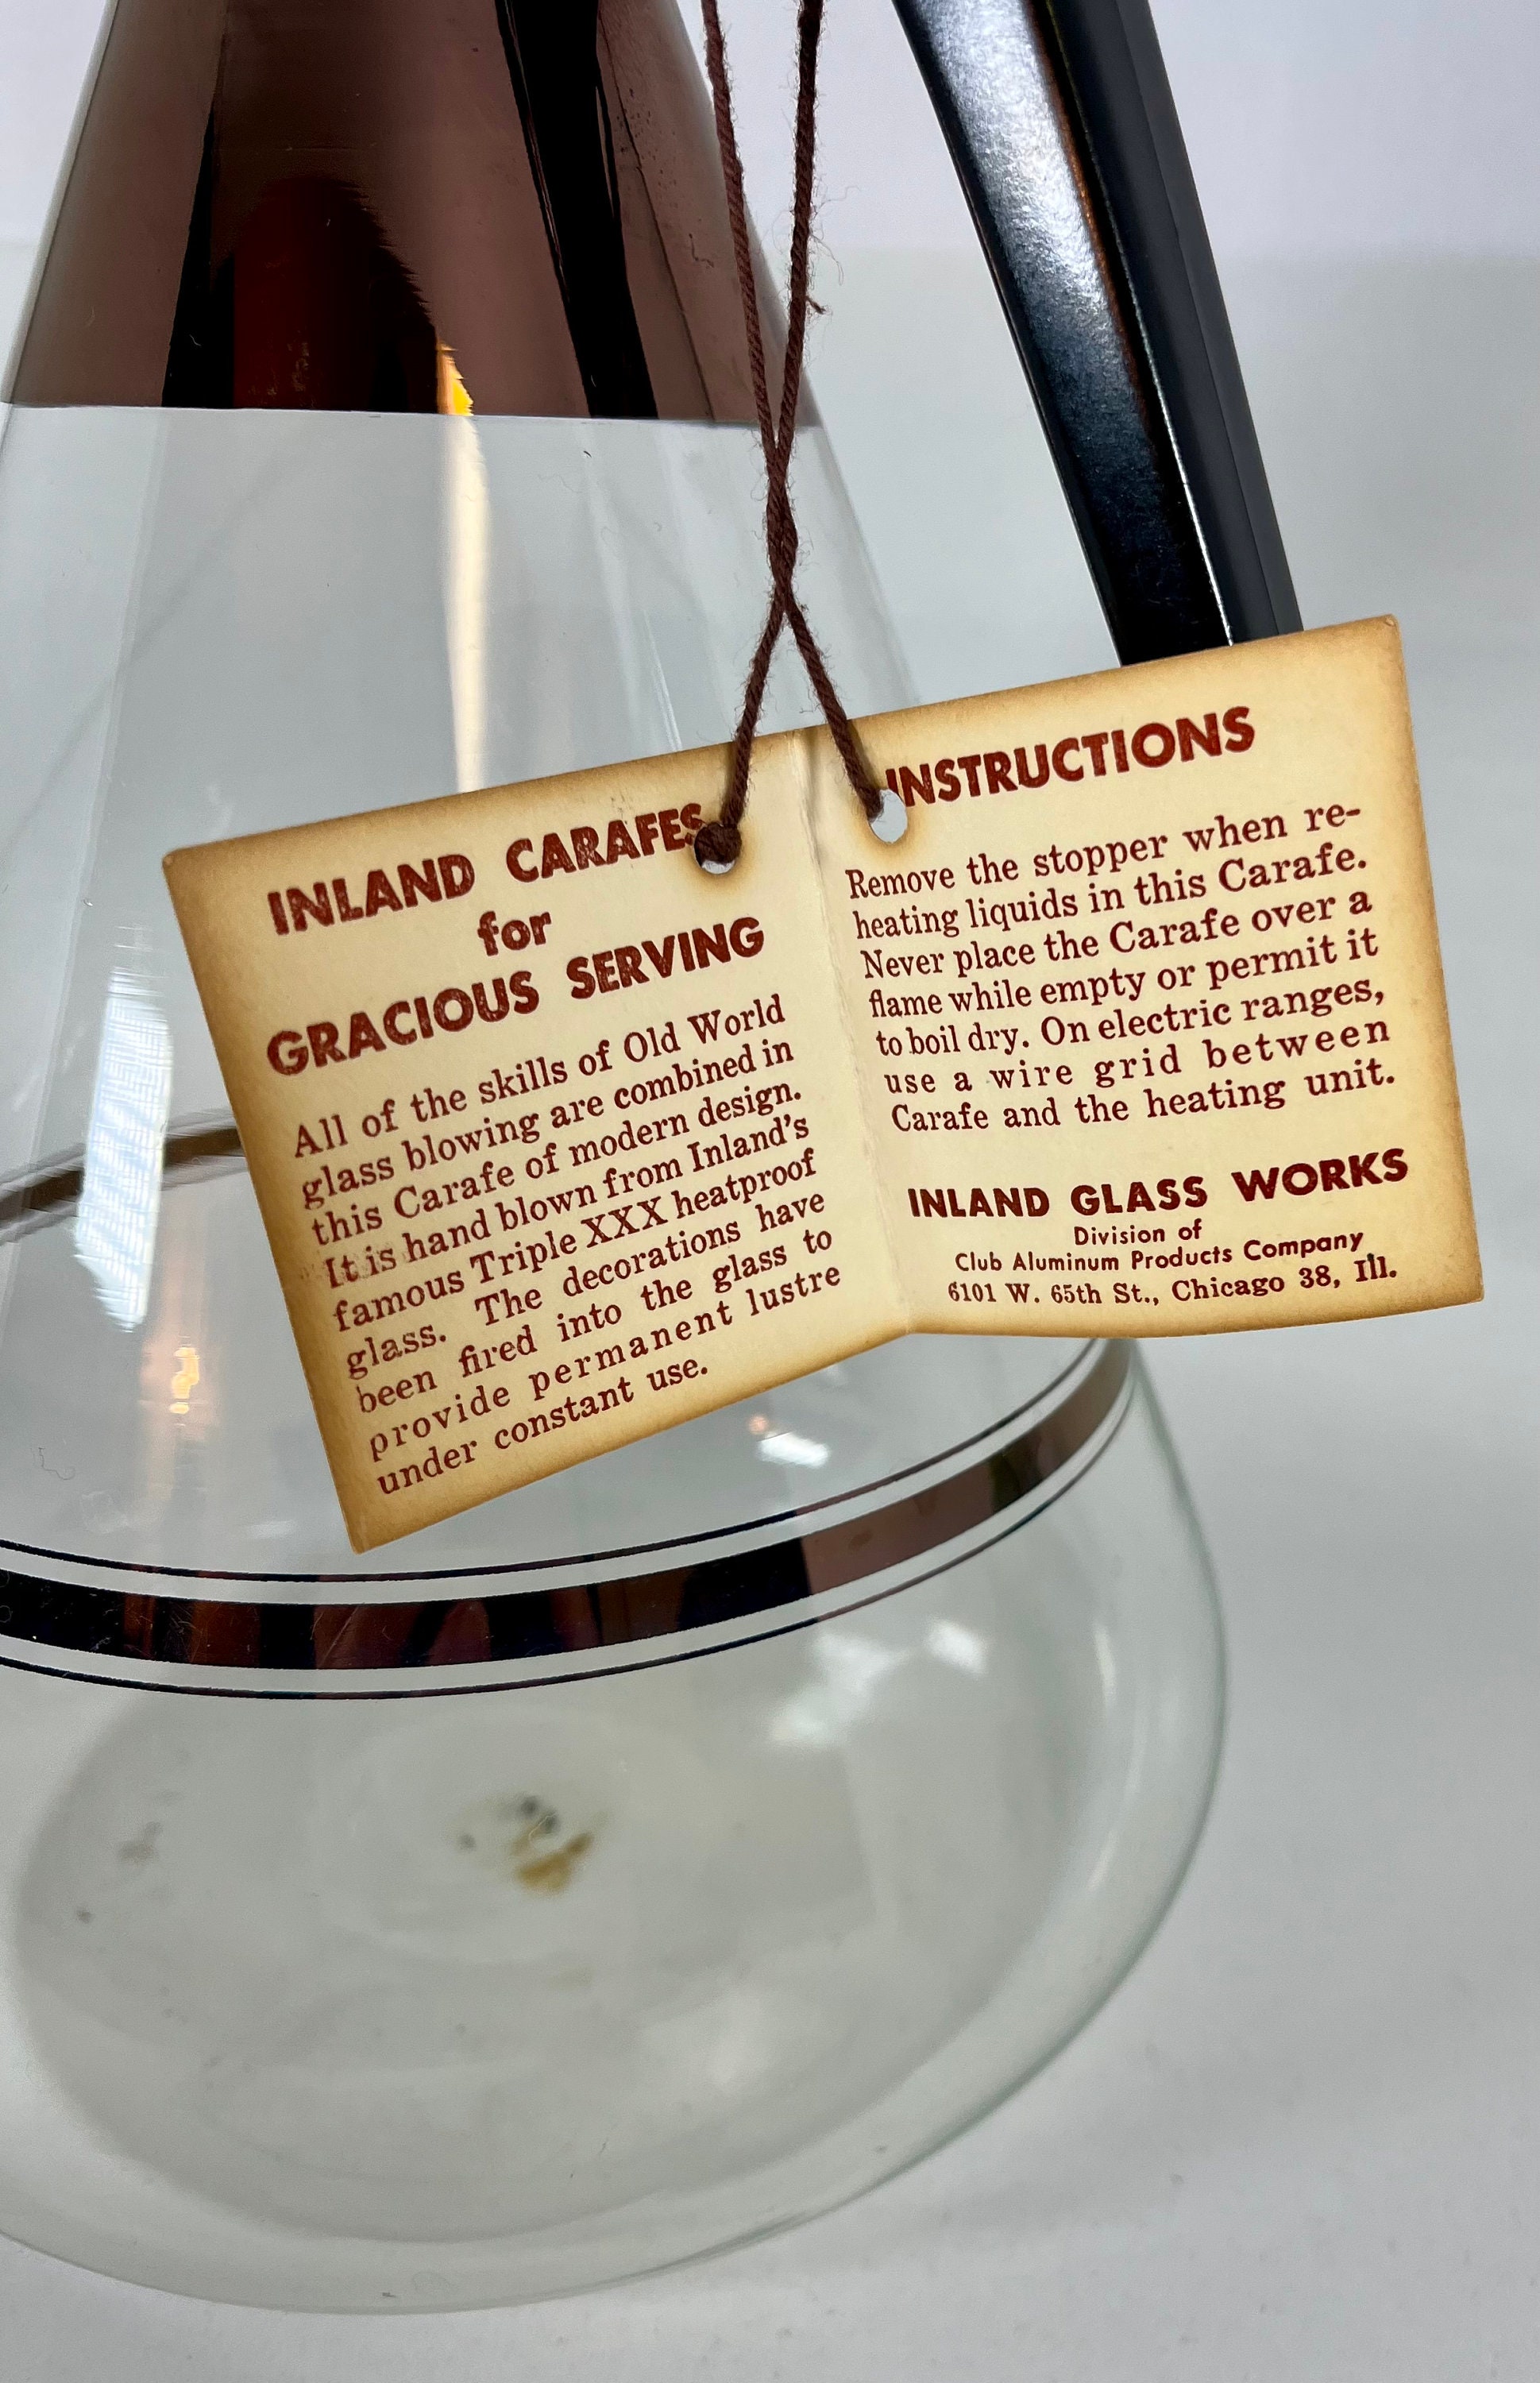 INLAND CARAFES
for
GRACIOUS SERVING
All of the skills of Old World
glass blowing are combined in
this Carafe of modern design.
It is hand blown from Inland's
famous Triple XXX heatproof
glass. The decorations have
been fired into the glass to
provide permanent lustre
under constant use.
INSTRUCTIONS
Remove the stopper when re-
heating liquids in this Carafe.
Never place the Carafe over a
flame while empty or permit it
to boil dry. On electric ranges,
use a wire grid between
Carafe and the heating unit.
INLAND GLASS WORKS
Division of
Club Aluminum Products Company
6101 W. 65th St., Chicago 38, Ill.